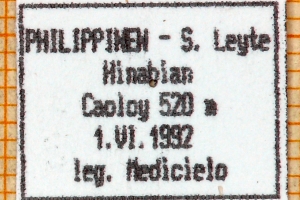 PHILIPPINEN - S. Leyte
Hinabian
Caoloy 520 m
1.VI.1992
leg. Medicielo